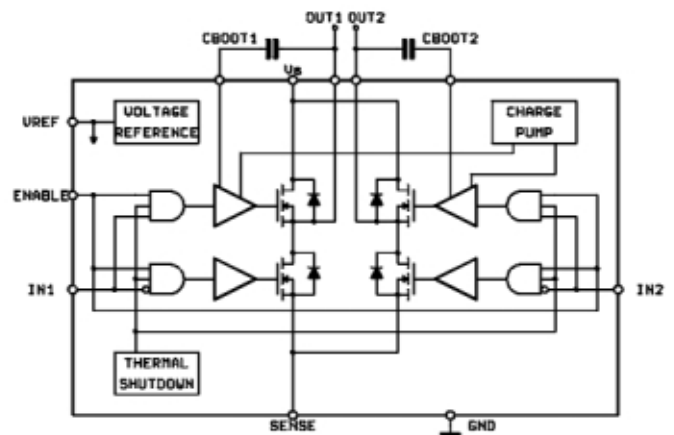 OUT1 OUT2
CBOOT1
CBOOT2
Vs
VREF
VOLTAGE
REFERENCE
CHARGE
PUMP
ENABLE
IN1
IN2
THERMAL
SHUTDOWN
SENSE
GND